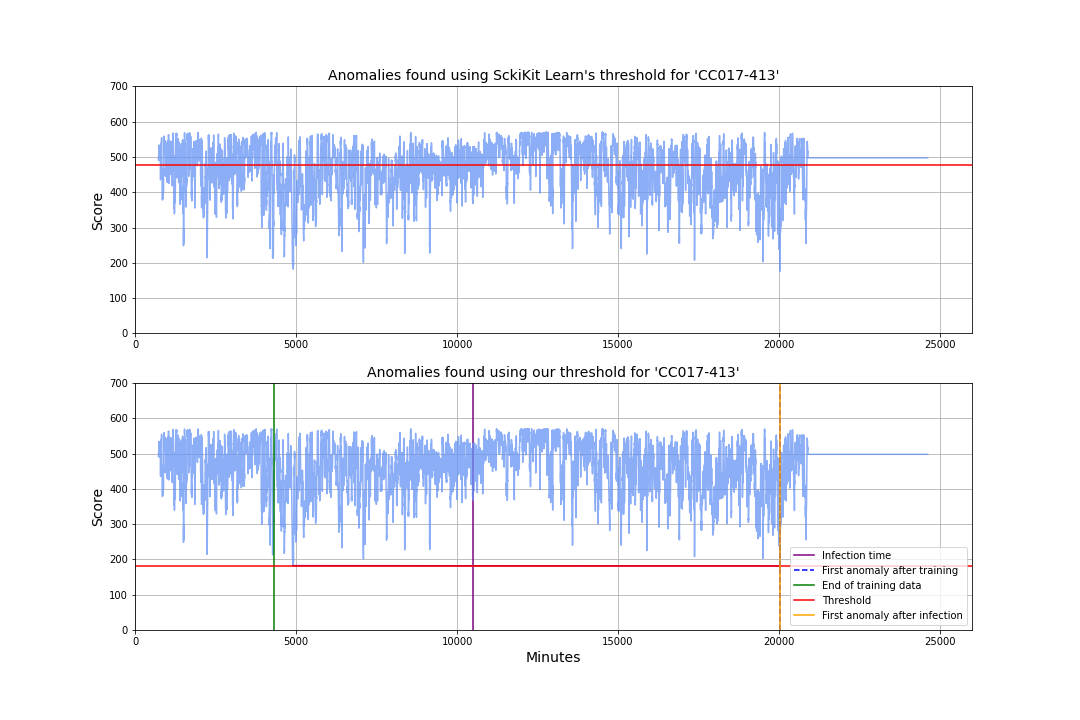 Anomalies found using SckiKit Learn's threshold for 'CC017-413'
700
600
500
400
300
200
100
0
Score
0 5000 10000 15000 20000 25000
Anomalies found using our threshold for 'CC017-413'
700
600
500
400
300
200
100
0
Score
Infection time
First anomaly after training
End of training data
Threshold
First anomaly after infection
0 5000 10000 15000 20000 25000
Minutes